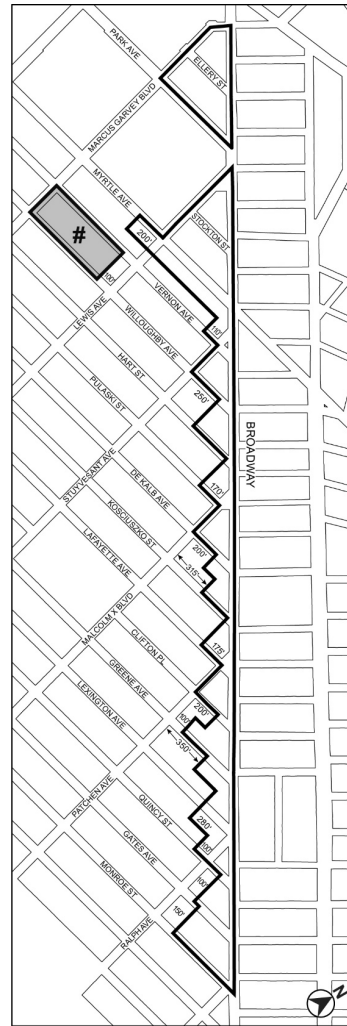 PARK AVE
ELLERY ST
MARCUS GARVEY BLVD
MYRTLE AVE
#
200'
STOCKTON ST
100'
VERNON AVE
LEWIS AVE
WILLOUGHBY AVE
110'
HART ST
250'
PULASKI ST
BROADWAY
STUYVESANT AVE
DE KALB AVE
170'
KOSCIUSZKO ST
200'
LAFAYETTE AVE
315'
MALCOLM X BLVD
CLIFTON PL
175'
GREENE AVE
200'
LEXINGTON AVE
100'
350'
PATCHEN AVE
QUINCY ST
280'
GATES AVE
100'
MONROE ST
100'
150'
RALPH AVE
N